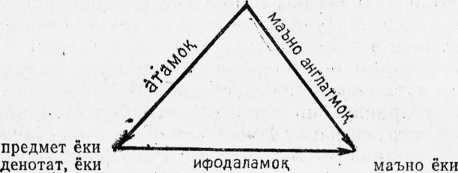 атамоқ
маъно англатмоқ
предмет ёки
денотат, ёки
ифодаламоқ
маъно ёки